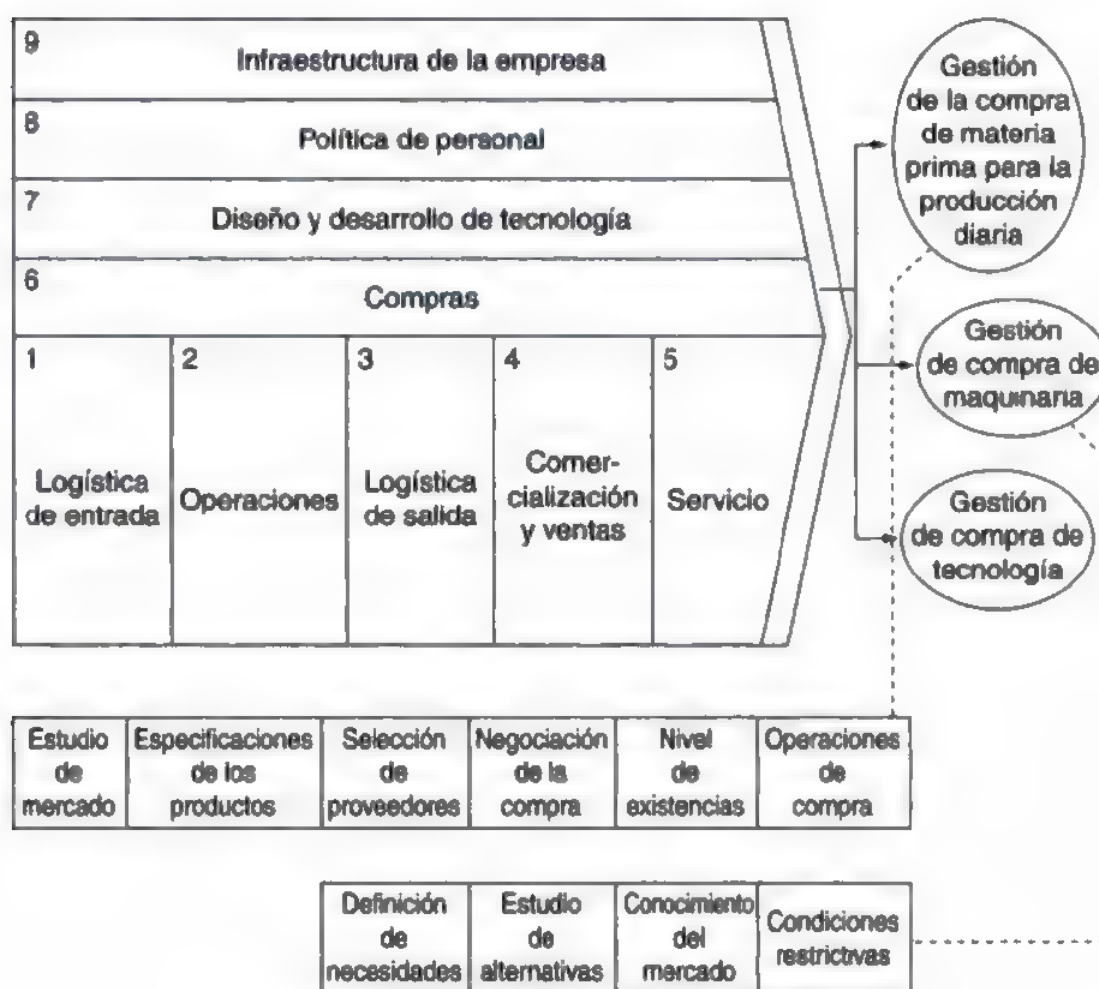 9
Infraestructura de la empresa
8
Política de personal
7
Diseño y desarrollo de tecnología
6
Compras
1
Logística
de entrada
2
Operaciones
3
Logística
de salida
4
Comer-
cialización
y ventas
5
Servicio
Gestión
de la compra
de materia
prima para la
producción
diaria
Gestión
de compra de
maquinaria
Gestión
de compra de
tecnología
Estudio
de
mercado
Especificaciones
de los
productos
Selección
de
proveedores
Negociación
de la
compra
Nivel
de
existencias
Operaciones
de
compra
Definición
de
necesidades
Estudio
de
alternativas
Conocimiento
del
mercado
Condiciones
restrictivas